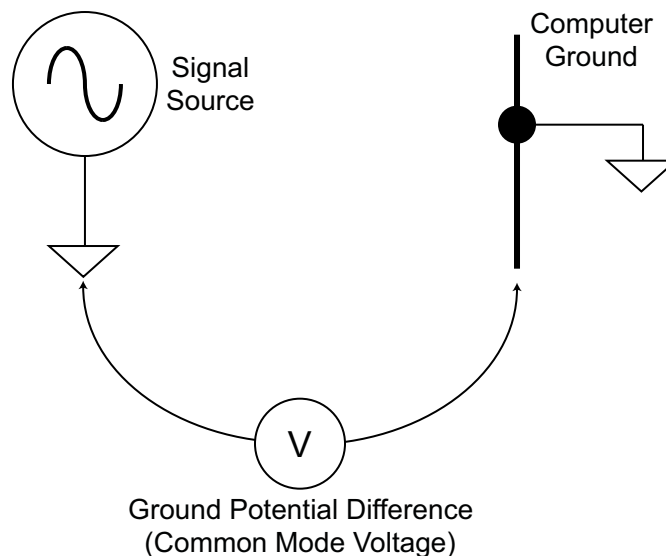 Signal
Source
Computer
Ground
V
Ground Potential Difference
(Common Mode Voltage)